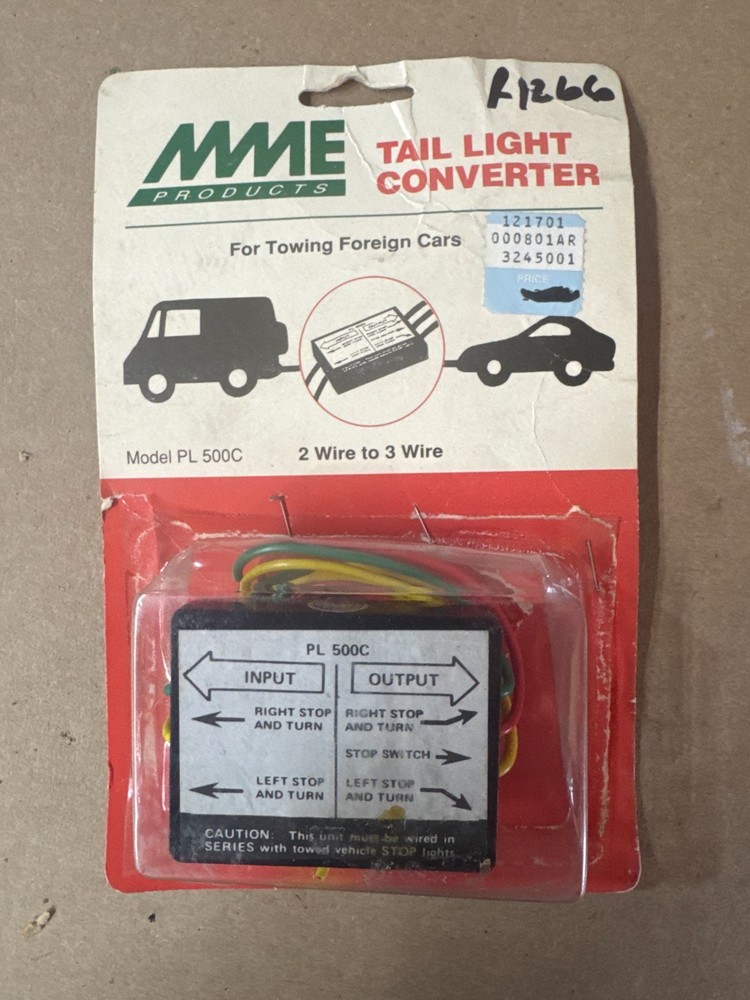 R1266
MME
PRODUCTS
TAIL LIGHT
CONVERTER
121701
000801AR
3245001
PRICE
For Towing Foreign Cars
INPUT
OUTPUT
Model PL 500C
2 Wire to 3 Wire
PL 500C
INPUT
OUTPUT
RIGHT STOP
AND TURN
RIGHT STOP
AND TURN
STOP SWITCH
LEFT STOP
AND TURN
LEFT STOP
AND TURN
CAUTION: This unit must be wired in
SERIES with towed vehicle STOP lights